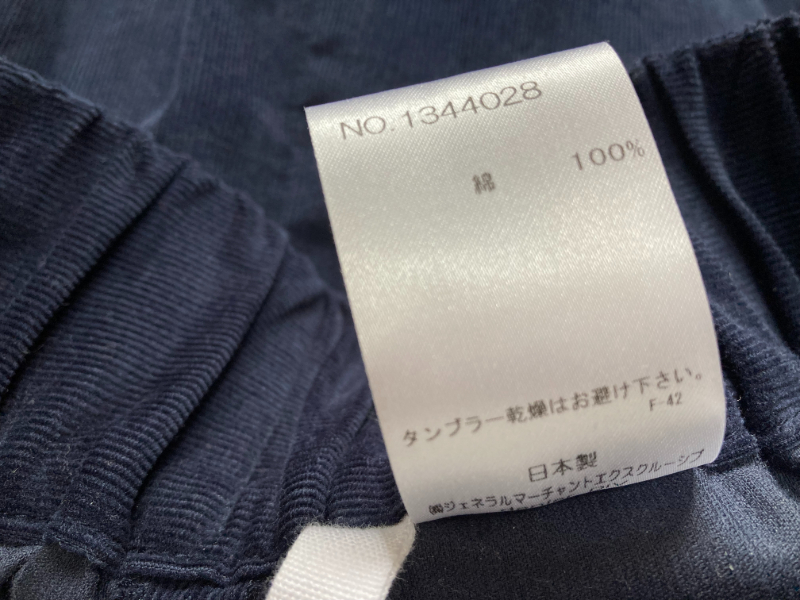 NO.1344028
綿 100%
タンブラー乾燥はお避け下さい。
F-42
日本製
㈱ジェネラルマーチャントエクスクルーシブ